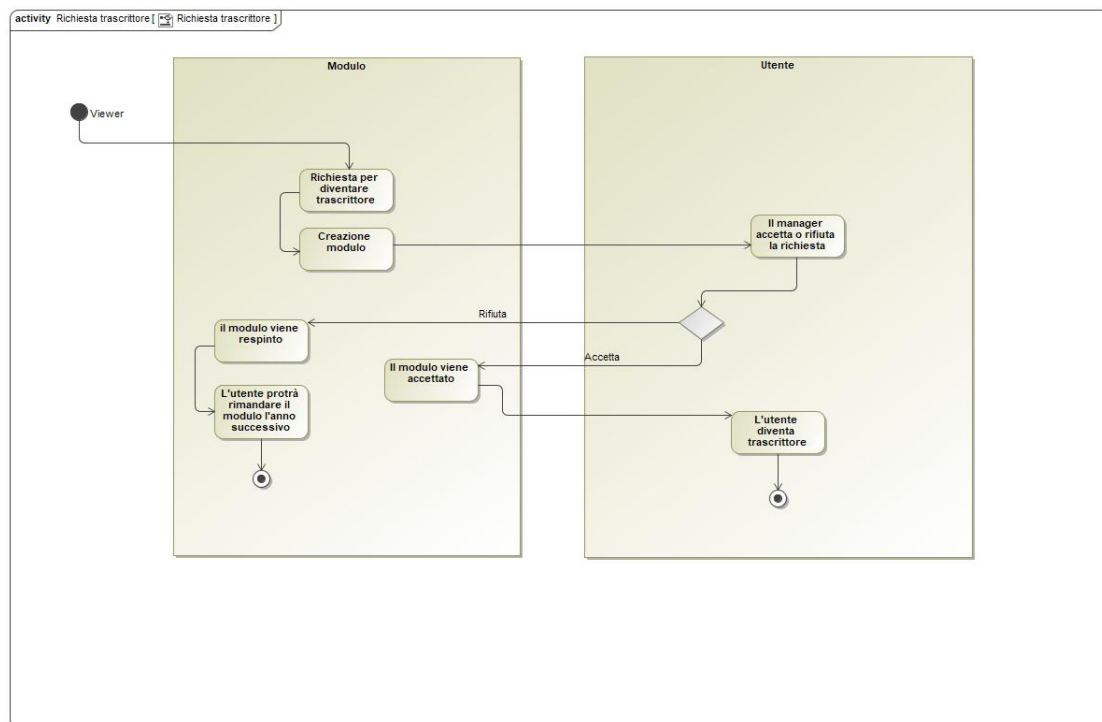 activity Richiesta trascrittore [ Richiesta trascrittore ]
Modulo
Utente
Viewer
Richiesta per
diventare
trascrittore
Creazione
modulo
Il manager
accetta o rifiuta
la richiesta
Rifiuta
il modulo viene
respinto
Accetta
Il modulo viene
accettato
L'utente protrà
rimandare il
modulo l'anno
successivo
L'utente
diventa
trascrittore